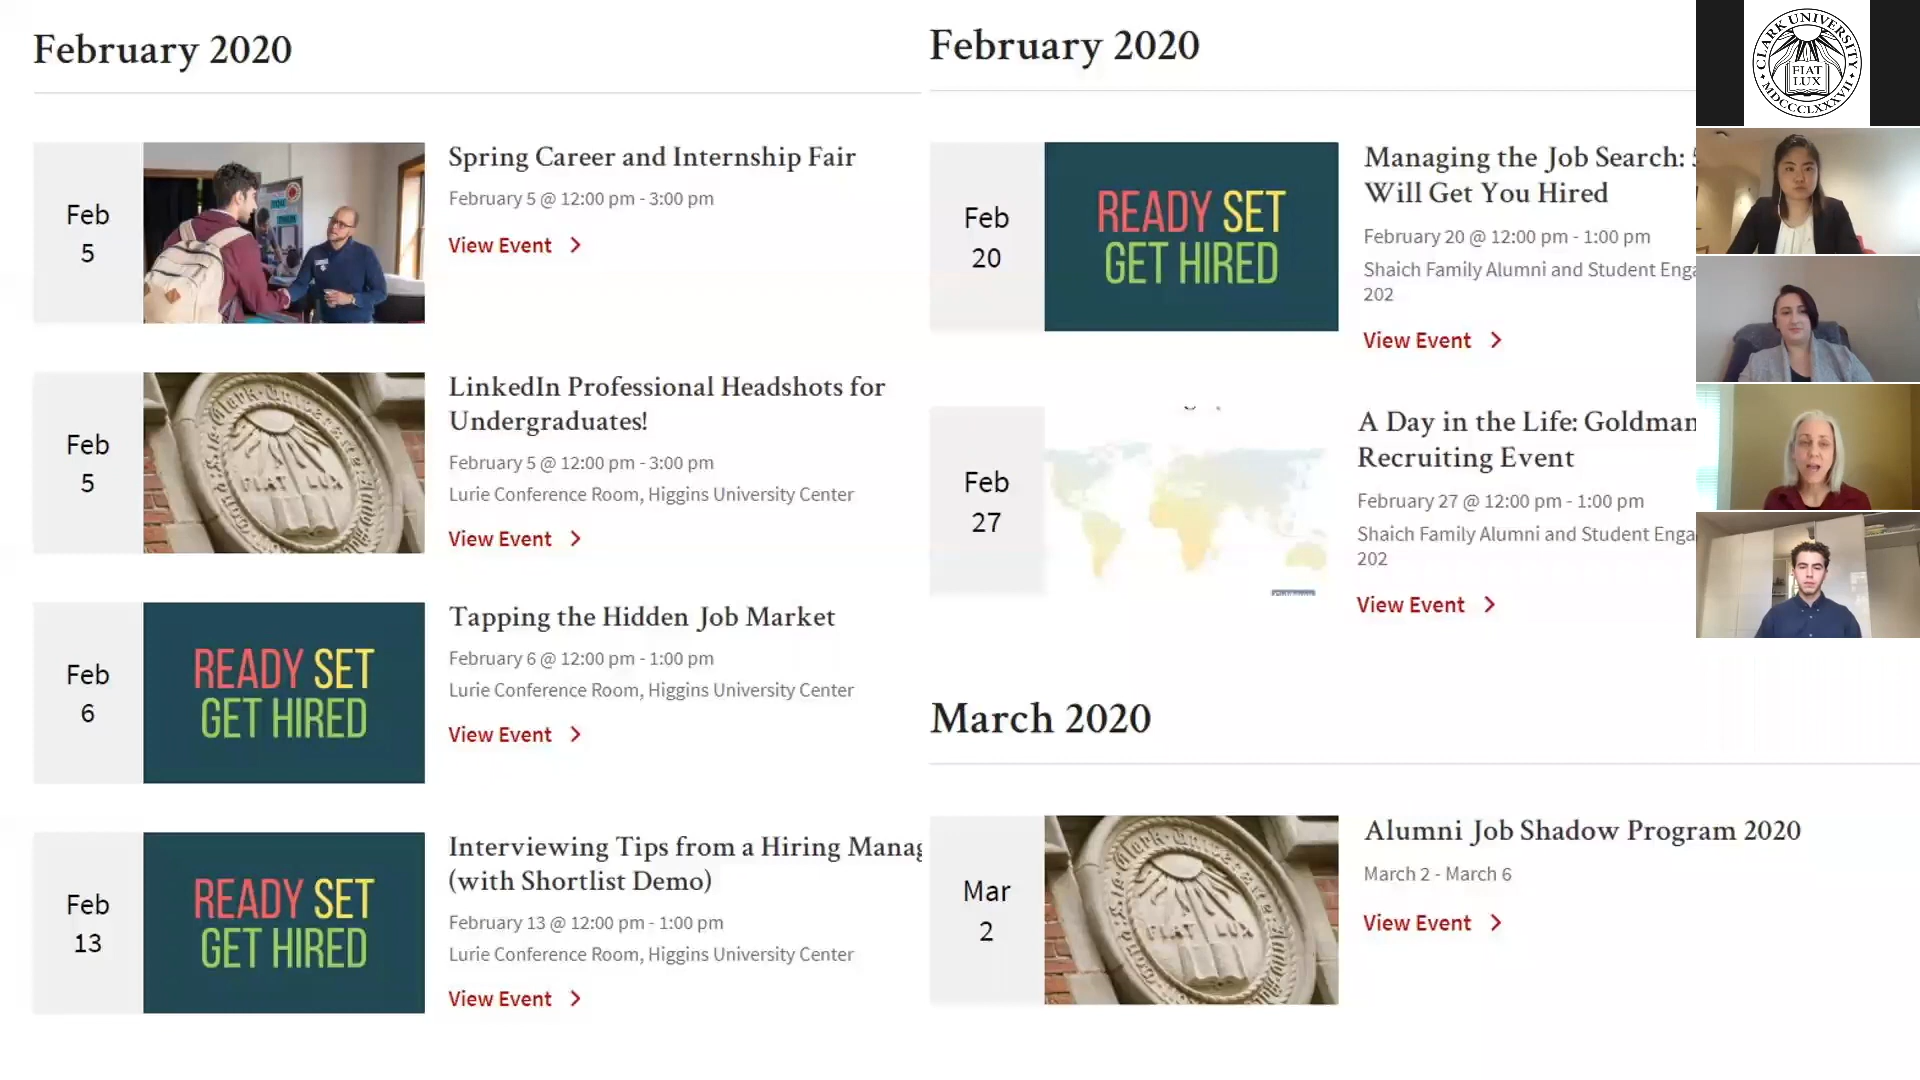 February 2020
Feb
5
Spring Career and Internship Fair
February 5 @ 12:00 pm - 3:00 pm
View Event
Feb
5
FIAT LUX
LinkedIn Professional Headshots for
Undergraduates!
February 5 @ 12:00 pm - 3:00 pm
Lurie Conference Room, Higgins University Center
View Event
Feb
6
READY SET
GET HIRED
Tapping the Hidden Job Market
February 6 @ 12:00 pm - 1:00 pm
Lurie Conference Room, Higgins University Center
View Event
Feb
13
READY SET
GET HIRED
Interviewing Tips from a Hiring Manag
(with Shortlist Demo)
February 13 @ 12:00 pm - 1:00 pm
Lurie Conference Room, Higgins University Center
View Event
February 2020
Feb
20
READY SET
GET HIRED
Managing the Job Search:
Will Get You Hired
February 20 @ 12:00 pm - 1:00 pm
Shaich Family Alumni and Student Enga
202
View Event
Feb
27
A Day in the Life: Goldman
Recruiting Event
February 27 @ 12:00 pm - 1:00 pm
Shaich Family Alumni and Student Enga
202
View Event
March 2020
Mar
2
FIAT LUX
Alumni Job Shadow Program 2020
March 2 - March 6
View Event
CLARK UNIVERSITY
FIAT
LUX
MDCCCLXXXVII